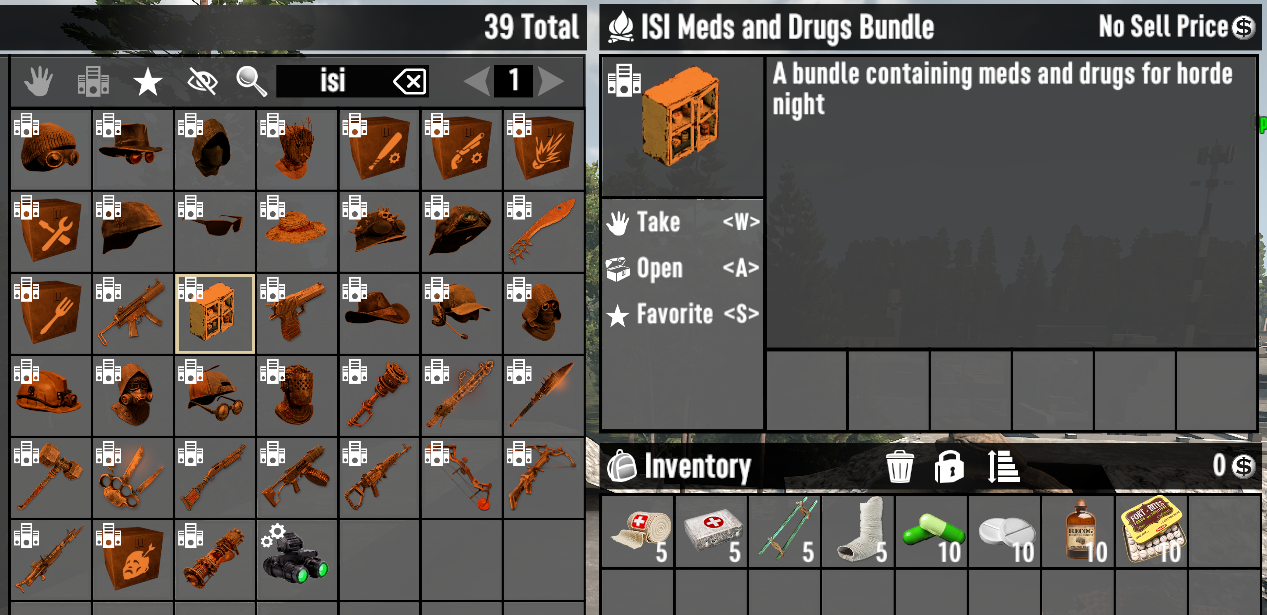 39 Total
isi
1
ISI Meds and Drugs Bundle
No Sell Price
A bundle containing meds and drugs for horde
night
Take <W>
Open <A>
Favorite <S>
Inventory
0
5
5
5
5
10
10
10
10